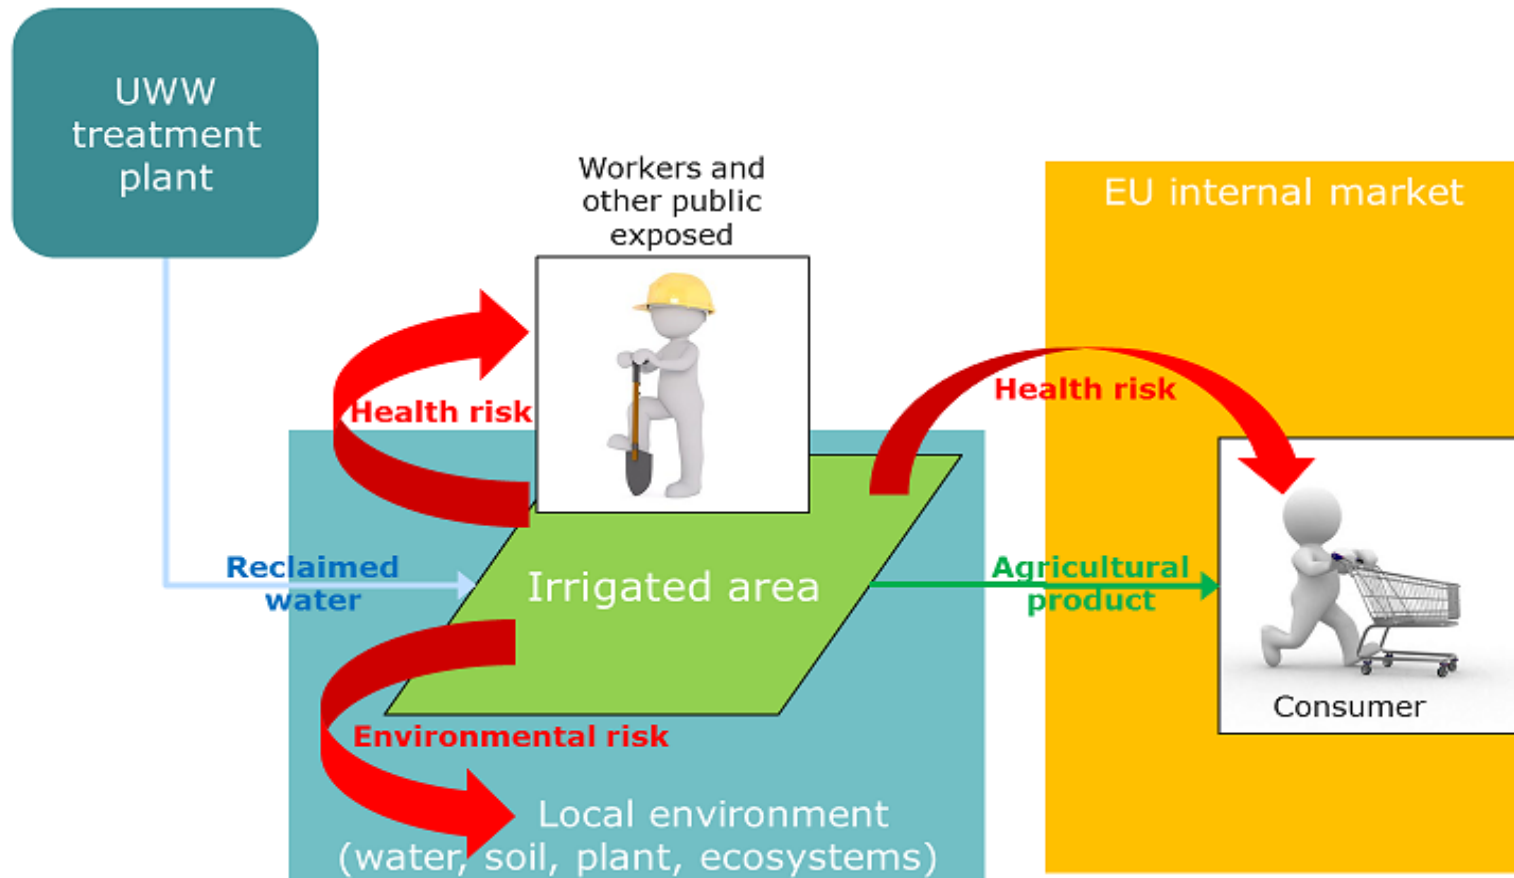 UWW
treatment
plant
Workers and
other public
exposed
EU internal market
Health risk
Health risk
Reclaimed
water
Irrigated area
Agricultural
product
Consumer
Environmental risk
Local environment
(water, soil, plant, ecosystems)